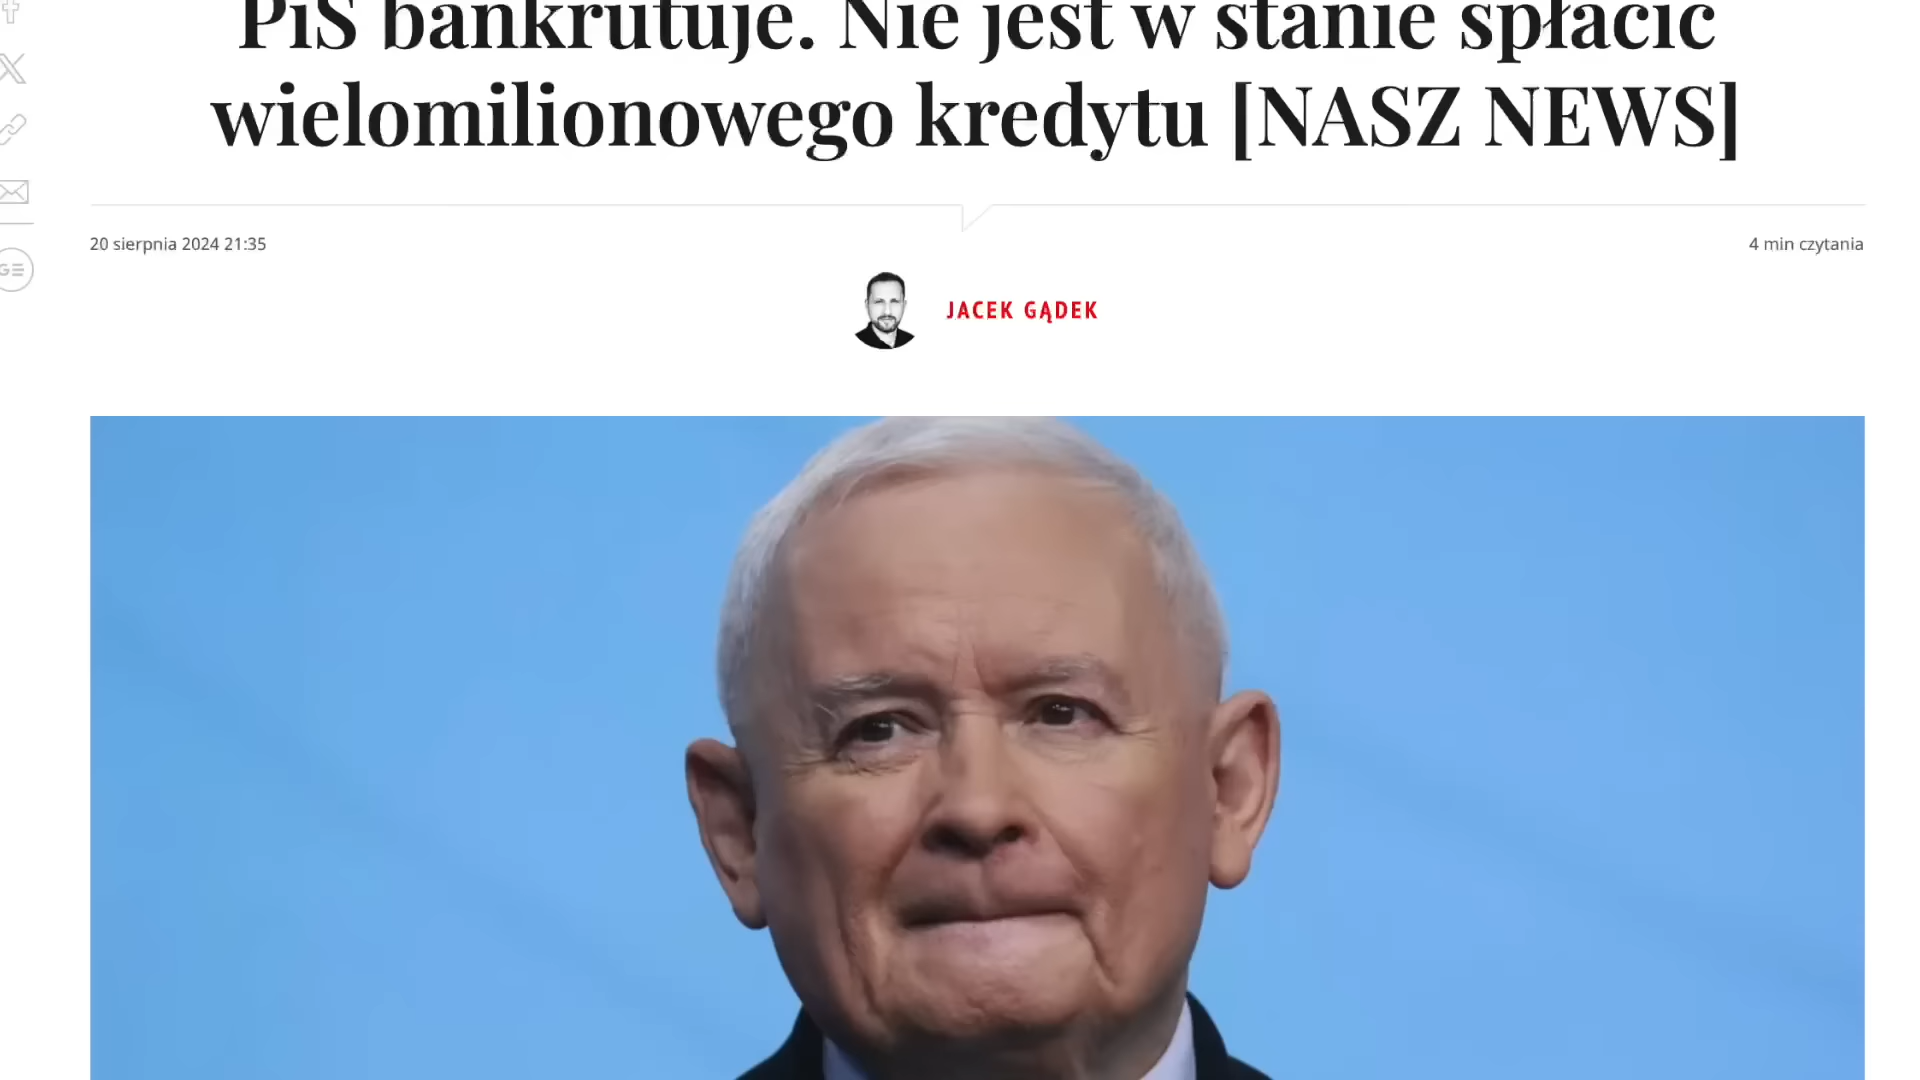 PiS bankrutuje. Nie jest w stanie spłacić
wielomilionowego kredytu [NASZ NEWS]
20 sierpnia 2024 21:35
4 min czytania
JACEK GĄDEK
GE